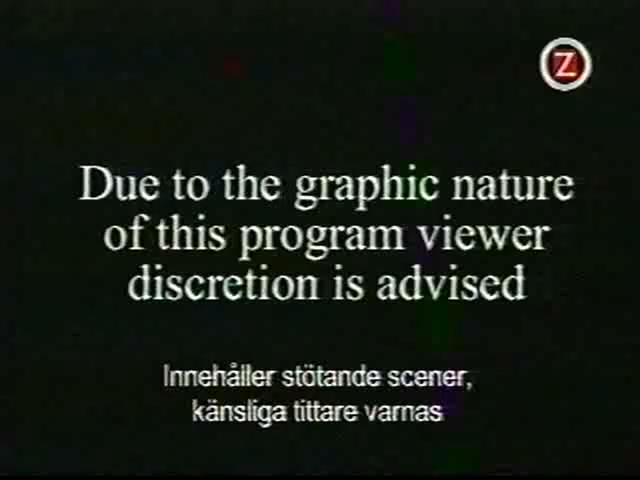 Z
Due to the graphic nature
of this program viewer
discretion is advised
Innehåller stötande scener,
känsliga tittare varnas